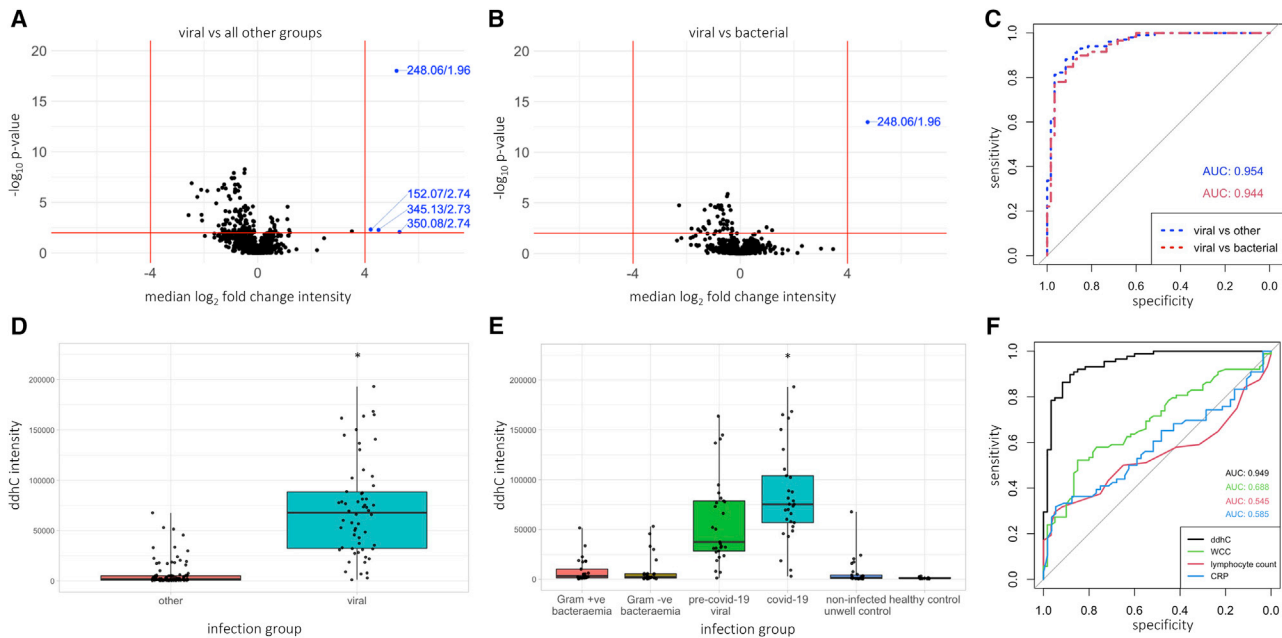 A
viral vs all other groups
20
15
10
5
0
-log10 p-value
248.06/1.96
152.07/2.74
345.13/2.73
350.08/2.74
-4
0
4
median log2 fold change intensity
B
viral vs bacterial
20
15
10
5
0
-log10 p-value
248.06/1.96
-4
0
4
median log2 fold change intensity
C
1.0
0.8
0.6
0.4
0.2
0.0
sensitivity
AUC: 0.954
AUC: 0.944
viral vs other
viral vs bacterial
1.0 0.8 0.6 0.4 0.2 0.0
specificity
D
200000
150000
100000
50000
0
ddhC intensity
*
other
viral
infection group
E
200000
150000
100000
50000
0
ddhC intensity
*
Gram +ve
bacteraemia
Gram -ve
bacteraemia
pre-covid-19
viral
covid-19
non-infected
unwell control
healthy control
infection group
F
1.0
0.8
0.6
0.4
0.2
0.0
sensitivity
AUC: 0.949
AUC: 0.688
AUC: 0.545
AUC: 0.585
ddhC
WCC
lymphocyte count
CRP
1.0 0.8 0.6 0.4 0.2 0.0
specificity